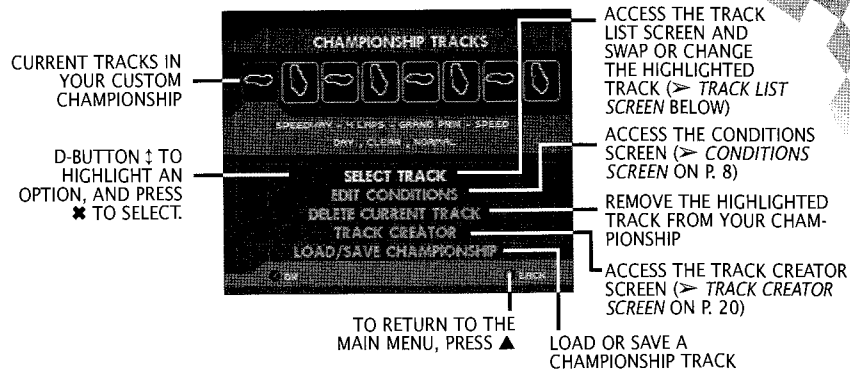 CURRENT TRACKS IN
YOUR CUSTOM
CHAMPIONSHIP
D-BUTTON ↕ TO
HIGHLIGHT AN
OPTION, AND PRESS
✖ TO SELECT.
CHAMPIONSHIP TRACKS
SPEEDWAY - 4 LAPS - GRAND PRIX - SPEED
DRY - CLEAR - NORMAL
SELECT TRACK
EDIT CONDITIONS
DELETE CURRENT TRACK
TRACK CREATOR
LOAD/SAVE CHAMPIONSHIP
OK
BACK
TO RETURN TO THE
MAIN MENU, PRESS ▲
ACCESS THE TRACK
LIST SCREEN AND
SWAP OR CHANGE
THE HIGHLIGHTED
TRACK (➢ TRACK LIST
SCREEN BELOW)
ACCESS THE CONDITIONS
SCREEN (➢ CONDITIONS
SCREEN ON P. 8)
REMOVE THE HIGHLIGHTED
TRACK FROM YOUR CHAM-
PIONSHIP
ACCESS THE TRACK CREATOR
SCREEN (➢ TRACK CREATOR
SCREEN ON P. 20)
LOAD OR SAVE A
CHAMPIONSHIP TRACK